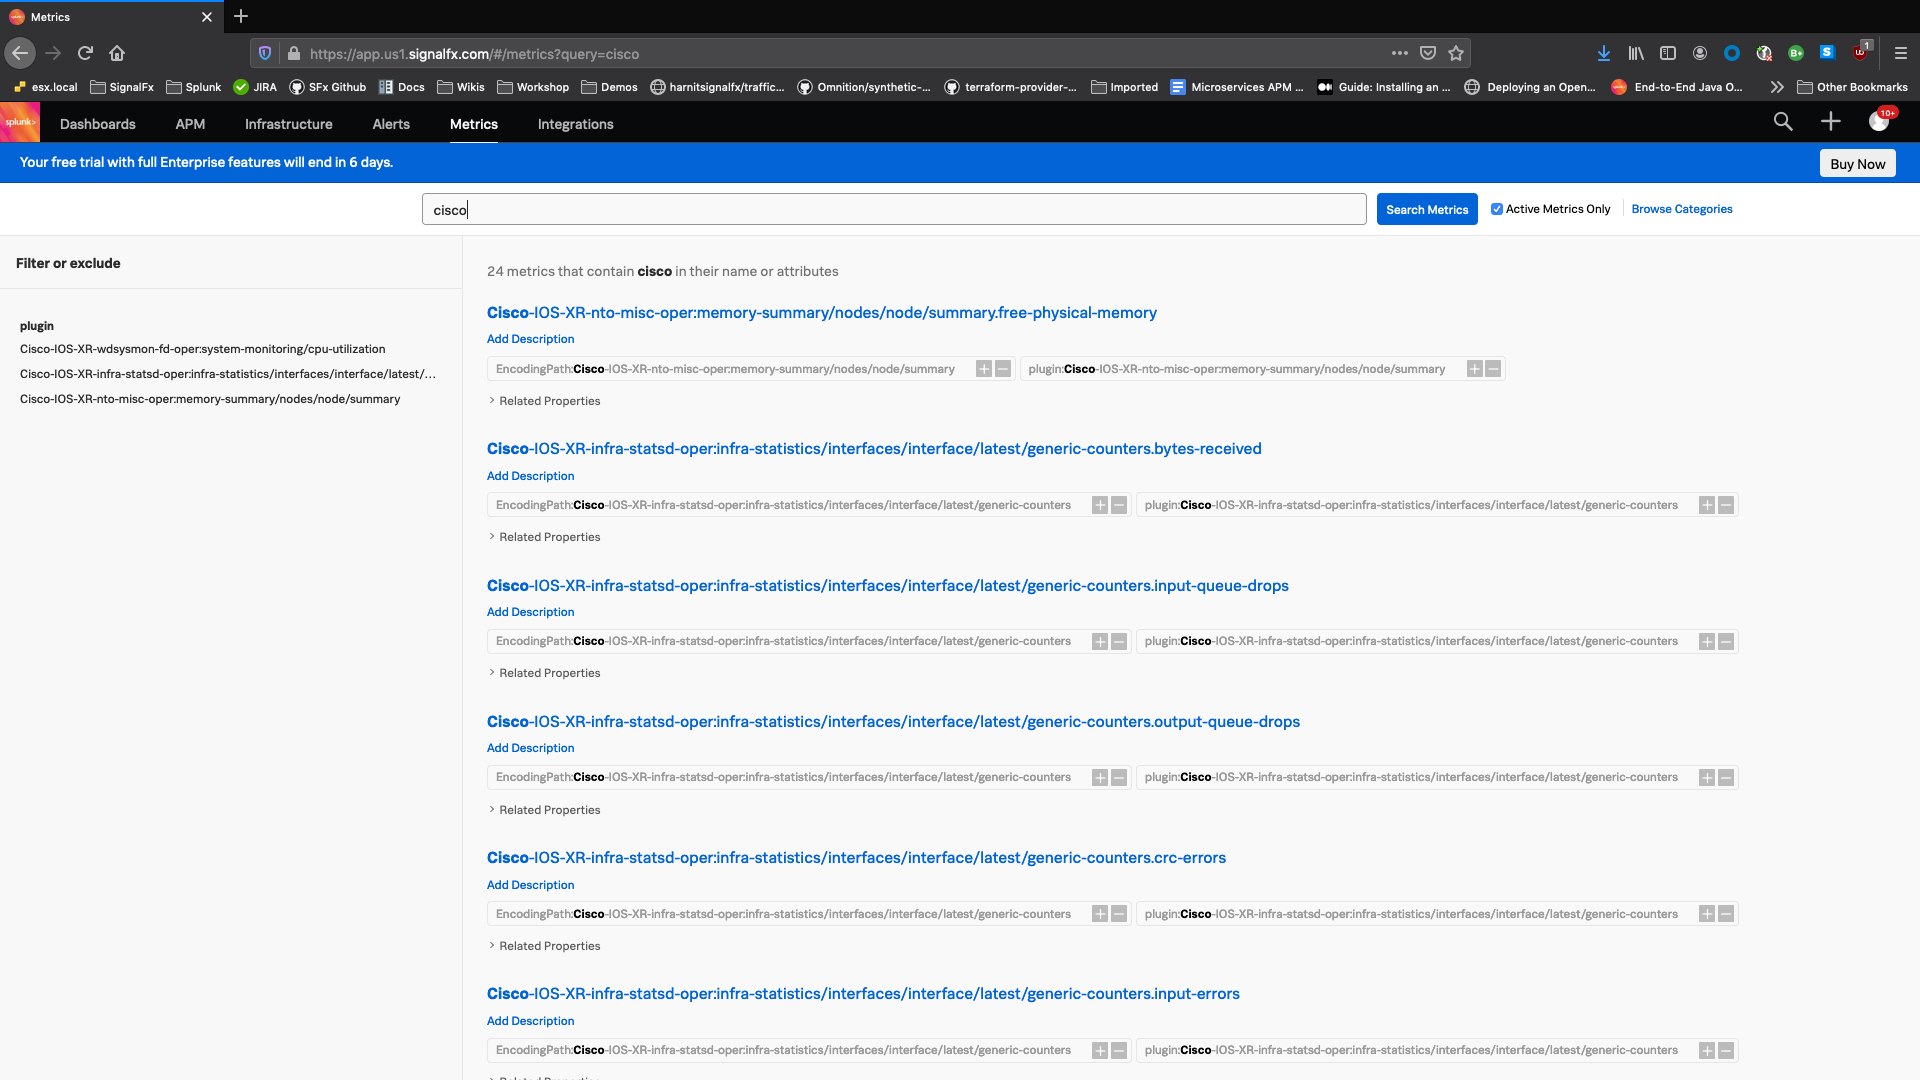 Metrics
https://app.us1.signalfx.com/#/metrics?query=cisco
1
esx.local SignalFx Splunk JIRA SFx Github Docs Wikis Workshop Demos harnitsignalfx/traffic... Omnition/synthetic-... terraform-provider-... Imported Microservices APM ... Guide: Installing an ... Deploying an Open... End-to-End Java O... Other Bookmarks
splunk> Dashboards APM Infrastructure Alerts Metrics Integrations 10+
Your free trial with full Enterprise features will end in 6 days. Buy Now
cisco Search Metrics Active Metrics Only Browse Categories
Filter or exclude
plugin
Cisco-IOS-XR-wdsysmon-fd-oper:system-monitoring/cpu-utilization
Cisco-IOS-XR-infra-statsd-oper:infra-statistics/interfaces/interface/latest/...
Cisco-IOS-XR-nto-misc-oper:memory-summary/nodes/node/summary
24 metrics that contain cisco in their name or attributes
Cisco-IOS-XR-nto-misc-oper:memory-summary/nodes/node/summary.free-physical-memory
Add Description
EncodingPath:Cisco-IOS-XR-nto-misc-oper:memory-summary/nodes/node/summary plugin:Cisco-IOS-XR-nto-misc-oper:memory-summary/nodes/node/summary
Related Properties
Cisco-IOS-XR-infra-statsd-oper:infra-statistics/interfaces/interface/latest/generic-counters.bytes-received
Add Description
EncodingPath:Cisco-IOS-XR-infra-statsd-oper:infra-statistics/interfaces/interface/latest/generic-counters plugin:Cisco-IOS-XR-infra-statsd-oper:infra-statistics/interfaces/interface/latest/generic-counters
Related Properties
Cisco-IOS-XR-infra-statsd-oper:infra-statistics/interfaces/interface/latest/generic-counters.input-queue-drops
Add Description
EncodingPath:Cisco-IOS-XR-infra-statsd-oper:infra-statistics/interfaces/interface/latest/generic-counters plugin:Cisco-IOS-XR-infra-statsd-oper:infra-statistics/interfaces/interface/latest/generic-counters
Related Properties
Cisco-IOS-XR-infra-statsd-oper:infra-statistics/interfaces/interface/latest/generic-counters.output-queue-drops
Add Description
EncodingPath:Cisco-IOS-XR-infra-statsd-oper:infra-statistics/interfaces/interface/latest/generic-counters plugin:Cisco-IOS-XR-infra-statsd-oper:infra-statistics/interfaces/interface/latest/generic-counters
Related Properties
Cisco-IOS-XR-infra-statsd-oper:infra-statistics/interfaces/interface/latest/generic-counters.crc-errors
Add Description
EncodingPath:Cisco-IOS-XR-infra-statsd-oper:infra-statistics/interfaces/interface/latest/generic-counters plugin:Cisco-IOS-XR-infra-statsd-oper:infra-statistics/interfaces/interface/latest/generic-counters
Related Properties
Cisco-IOS-XR-infra-statsd-oper:infra-statistics/interfaces/interface/latest/generic-counters.input-errors
Add Description
EncodingPath:Cisco-IOS-XR-infra-statsd-oper:infra-statistics/interfaces/interface/latest/generic-counters plugin:Cisco-IOS-XR-infra-statsd-oper:infra-statistics/interfaces/interface/latest/generic-counters